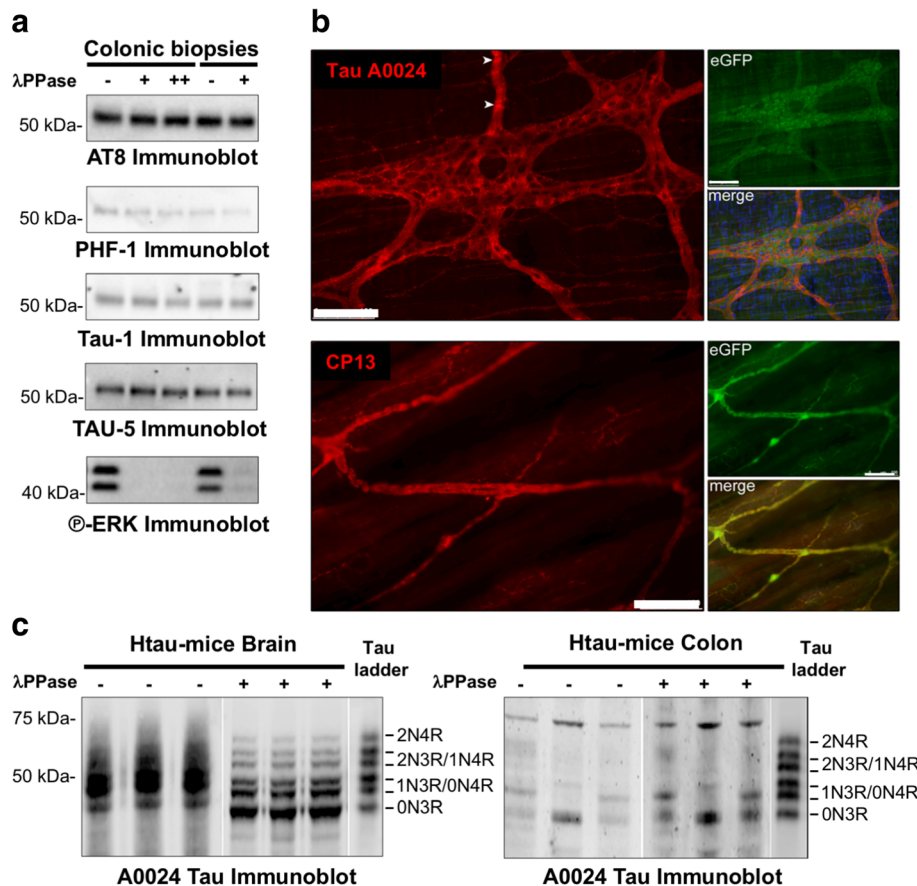 a
Colonic biopsies
λPPase - + ++ - +
50 kDa-
AT8 Immunoblot
50 kDa-
PHF-1 Immunoblot
50 kDa-
Tau-1 Immunoblot
50 kDa-
TAU-5 Immunoblot
40 kDa-
Ⓟ-ERK Immunoblot
b
Tau A0024
eGFP
merge
CP13
eGFP
merge
c
Htau-mice Brain
Tau
ladder
λPPase - - - + + +
75 kDa-
50 kDa-
2N4R
2N3R/1N4R
1N3R/0N4R
0N3R
A0024 Tau Immunoblot
Htau-mice Colon
Tau
ladder
λPPase - - - + + +
2N4R
2N3R/1N4R
1N3R/0N4R
0N3R
A0024 Tau Immunoblot